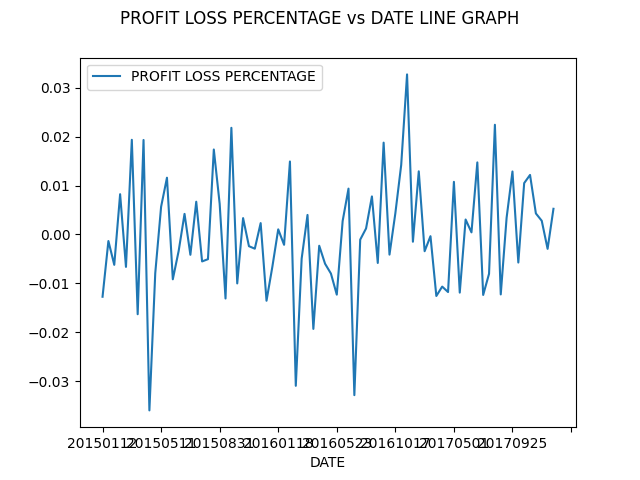 PROFIT LOSS PERCENTAGE vs DATE LINE GRAPH
PROFIT LOSS PERCENTAGE
0.03
0.02
0.01
0.00
−0.01
−0.02
−0.03
20150112 20150511 20150831 20160118 20160523 20161017 20170501 20170925
DATE